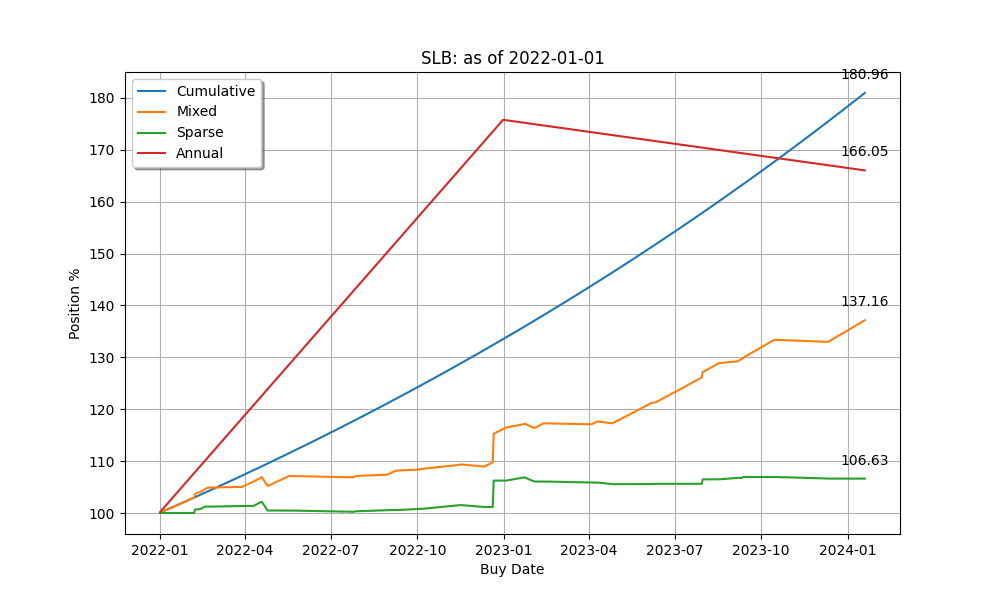 SLB: as of 2022-01-01
Cumulative
Mixed
Sparse
Annual
180.96
166.05
137.16
106.63
Position %
180
170
160
150
140
130
120
110
100
2022-01 2022-04 2022-07 2022-10 2023-01 2023-04 2023-07 2023-10 2024-01
Buy Date